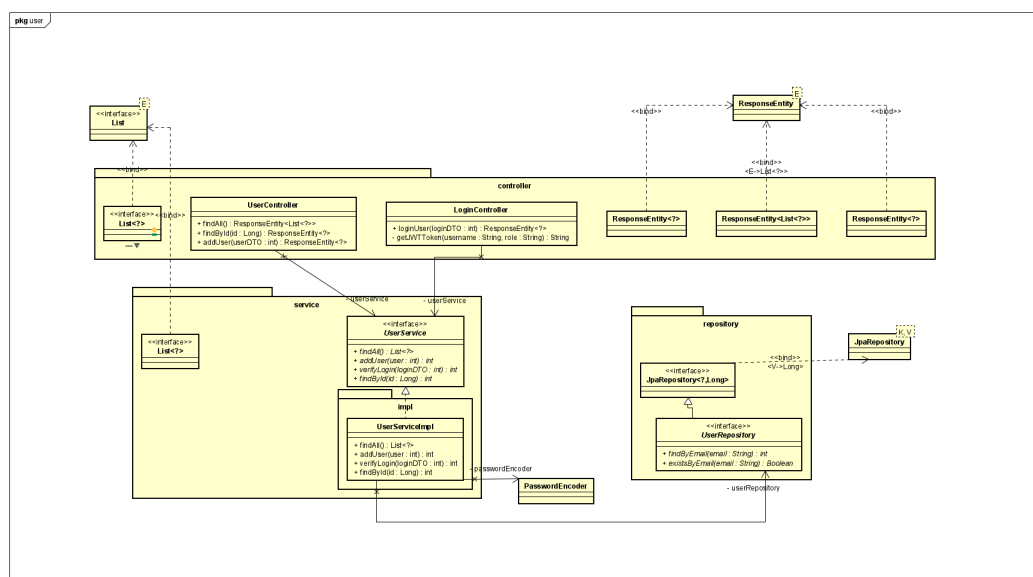 pkg user
E
<<interface>>
List
E
ResponseEntity
<<bind>>
<<bind>>
<<bind>>
<E->List<?>>
<<bind>>
controller
<<interface>>
List<?>
<<bind>>
UserController
+ findAll() : ResponseEntity<List<?>>
+ findById(id : Long) : ResponseEntity<?>
+ addUser(userDTO : int) : ResponseEntity<?>
LoginController
+ loginUser(loginDTO : int) : ResponseEntity<?>
- getJWTToken(username : String, role : String) : String
ResponseEntity<?>
ResponseEntity<List<?>>
ResponseEntity<?>
- userService
- userService
service
<<interface>>
List<?>
<<interface>>
UserService
+ findAll() : List<?>
+ addUser(user : int) : int
+ verifyLogin(loginDTO : int) : int
+ findById(id : Long) : int
impl
UserServiceImpl
+ findAll() : List<?>
+ addUser(user : int) : int
+ verifyLogin(loginDTO : int) : int
+ findById(id : Long) : int
- passwordEncoder
PasswordEncoder
repository
<<interface>>
JpaRepository<?,Long>
<<bind>>
<V->Long>
K, V
JpaRepository
<<interface>>
UserRepository
+ findByEmail(email : String) : int
+ existsByEmail(email : String) : Boolean
- userRepository